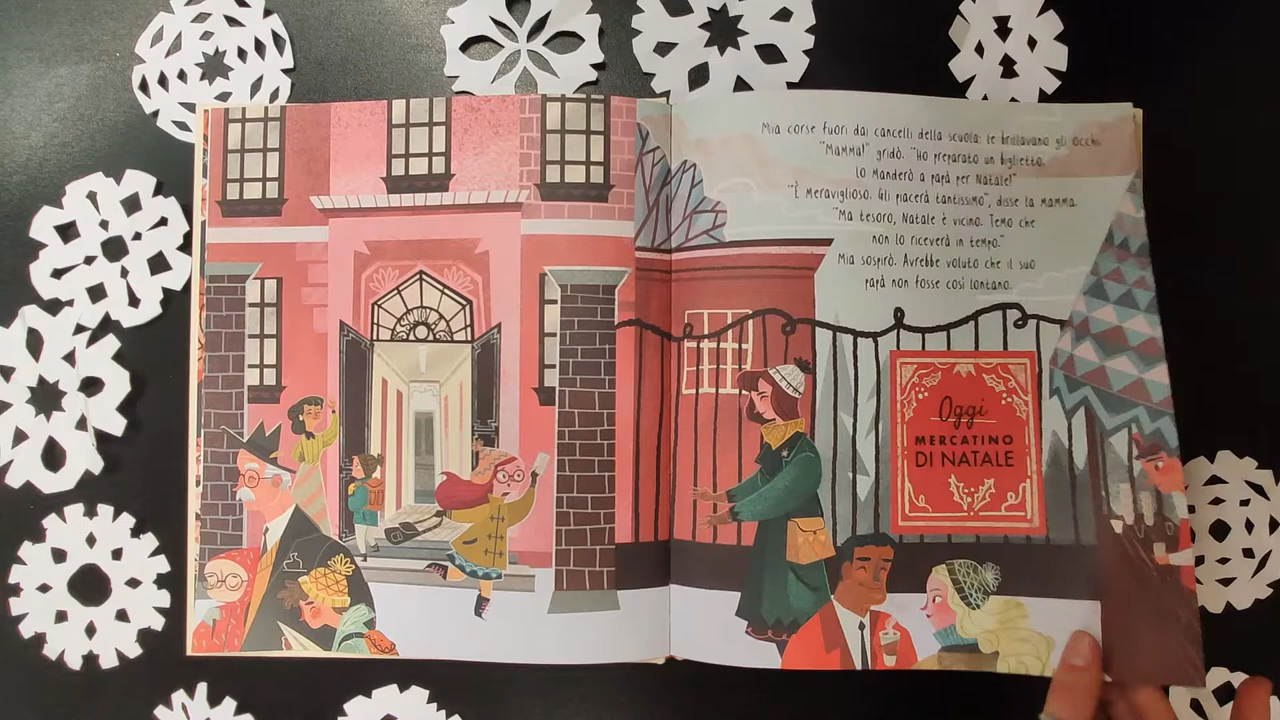 SCUOLA
Mia corse fuori dai cancelli della scuola: le brillavano gli occhi.
"Mamma!" gridò. "Ho preparato un biglietto.
Lo manderò a papà per Natale!"
"È meraviglioso. Gli piacerà tantissimo", disse la mamma.
"Ma tesoro, Natale è vicino. Temo che
non lo riceverà in tempo."
Mia sospirò. Avrebbe voluto che il suo
papà non fosse così lontano.
Oggi
MERCATINO
DI NATALE